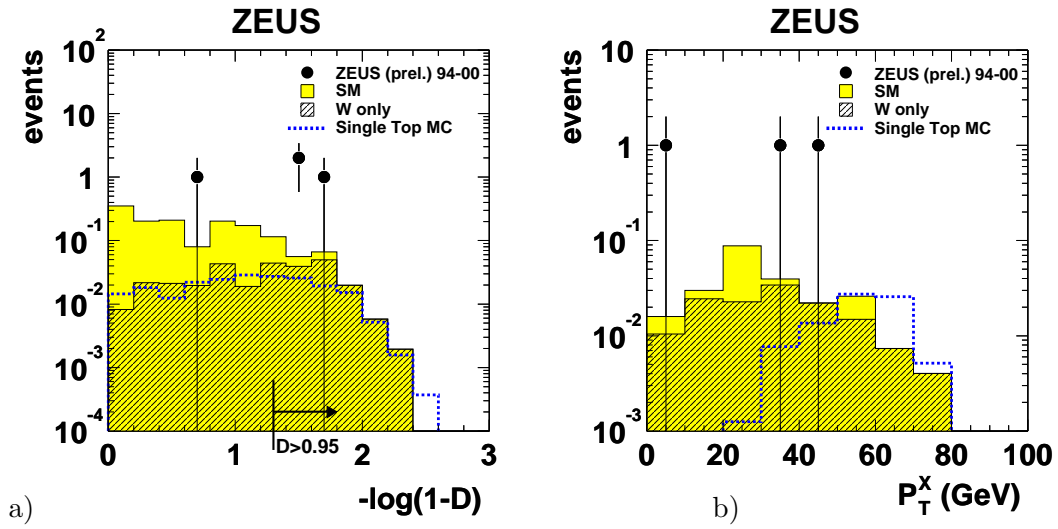 ZEUS
events
10²
10
1
10⁻¹
10⁻²
10⁻³
10⁻⁴
ZEUS (prel.) 94-00
SM
W only
Single Top MC
D>0.95
0 1 2 3
-log(1-D)
a)
ZEUS
events
10
1
10⁻¹
10⁻²
10⁻³
ZEUS (prel.) 94-00
SM
W only
Single Top MC
0 20 40 60 80 100
P_T^X (GeV)
b)